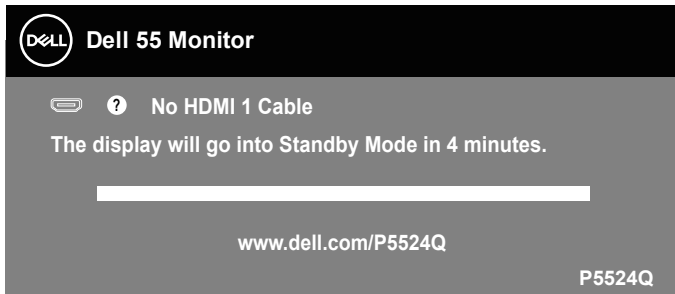 DELL Dell 55 Monitor
? No HDMI 1 Cable
The display will go into Standby Mode in 4 minutes.
www.dell.com/P5524Q
P5524Q